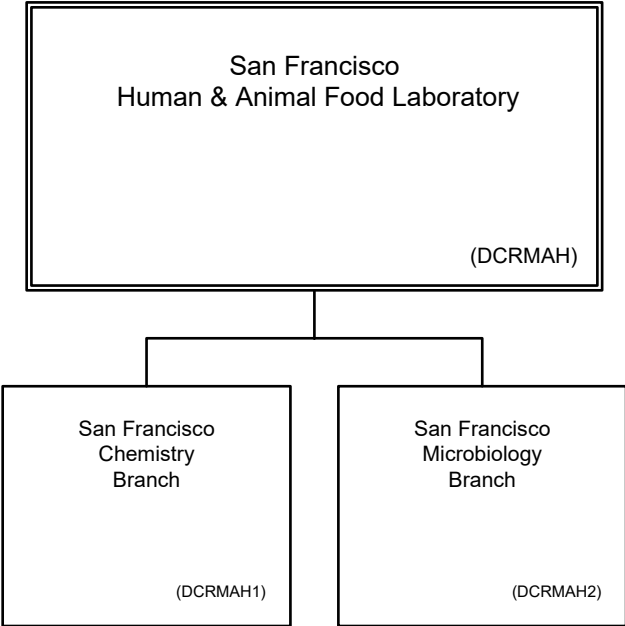 San Francisco
Human & Animal Food Laboratory
(DCRMAH)
San Francisco
Chemistry
Branch
(DCRMAH1)
San Francisco
Microbiology
Branch
(DCRMAH2)